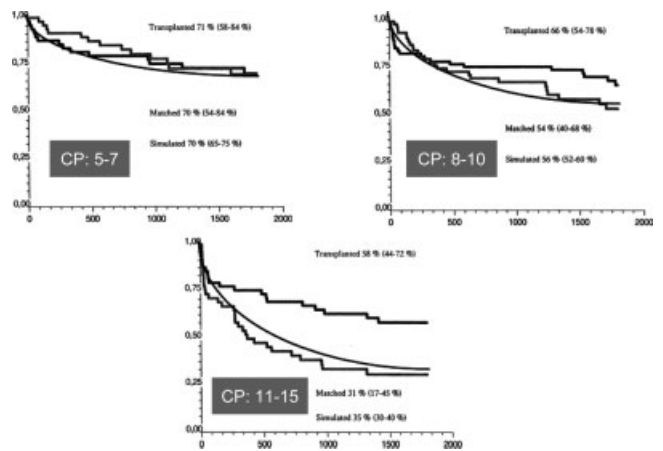 1,00
Transplanted 71 % (58-84 %)
0,75
0,50
Matched 70 % (54-84 %)
Simulated 70 % (65-75 %)
CP: 5-7
0,25
0,00
0
500
1000
1500
2000
1,00
Transplanted 66 % (54-78 %)
0,75
0,50
Matched 54 % (40-68 %)
Simulated 56 % (52-60 %)
CP: 8-10
0,25
0,00
0
500
1000
1500
2000
1,00
Transplanted 58 % (44-72 %)
0,75
0,50
0,25
CP: 11-15
Matched 31 % (17-45 %)
Simulated 35 % (30-40 %)
0,00
0
500
1000
1500
2000